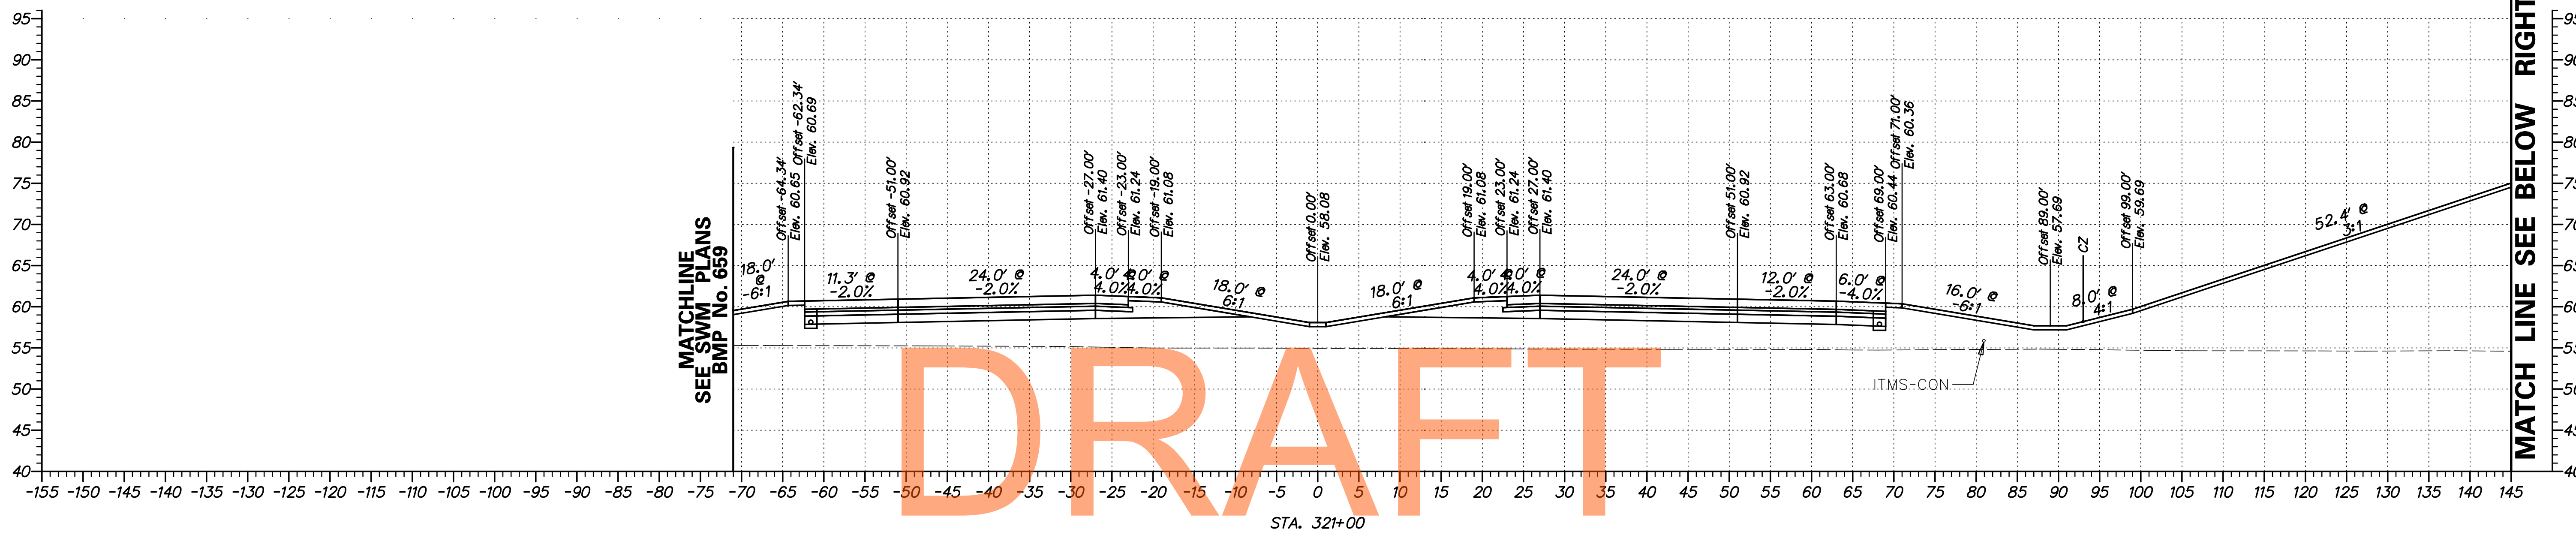 95
90
85
80
75
70
65
60
55
50
45
40
MATCHLINE
SEE SWM PLANS
BMP No. 659
18.0'
@
-6:1
Offset -64.34'
Elev. 60.65
Offset -62.34'
Elev. 60.69
11.3' @
-2.0%
Offset -51.00'
Elev. 60.92
24.0' @
-2.0%
Offset -27.00'
Elev. 61.40
4.0' @
4.0%
Offset -23.00'
Elev. 61.24
4.0' @
4.0%
Offset -19.00'
Elev. 61.08
18.0' @
6:1
Offset 0.00'
Elev. 58.08
18.0' @
6:1
Offset 19.00'
Elev. 61.08
4.0' @
4.0%
Offset 23.00'
Elev. 61.24
4.0' @
4.0%
Offset 27.00'
Elev. 61.40
24.0' @
-2.0%
Offset 51.00'
Elev. 60.92
12.0' @
-2.0%
Offset 63.00'
Elev. 60.68
6.0' @
-4.0%
Offset 69.00'
Elev. 60.44
Offset 71.00'
Elev. 60.36
16.0' @
-6:1
Offset 89.00'
Elev. 57.69
CZ
8.0' @
4:1
Offset 99.00'
Elev. 59.69
52.4' @
3:1
ITMS-CON
MATCH LINE SEE BELOW RIGHT
DRAFT
-155 -150 -145 -140 -135 -130 -125 -120 -115 -110 -105 -100 -95 -90 -85 -80 -75 -70 -65 -60 -55 -50 -45 -40 -35 -30 -25 -20 -15 -10 -5 0 5 10 15 20 25 30 35 40 45 50 55 60 65 70 75 80 85 90 95 100 105 110 115 120 125 130 135 140 145
STA. 321+00